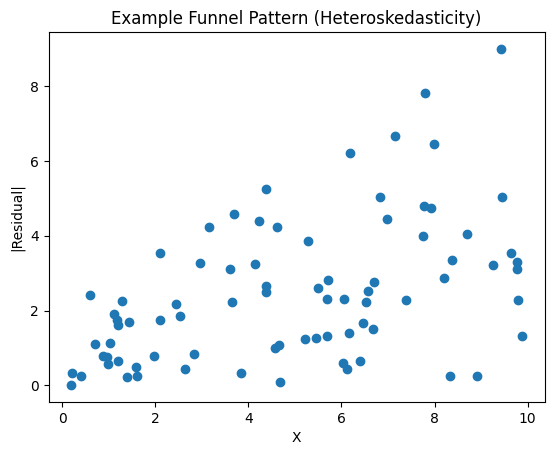 Example Funnel Pattern (Heteroskedasticity)
|Residual|
8
6
4
2
0
0 2 4 6 8 10
X